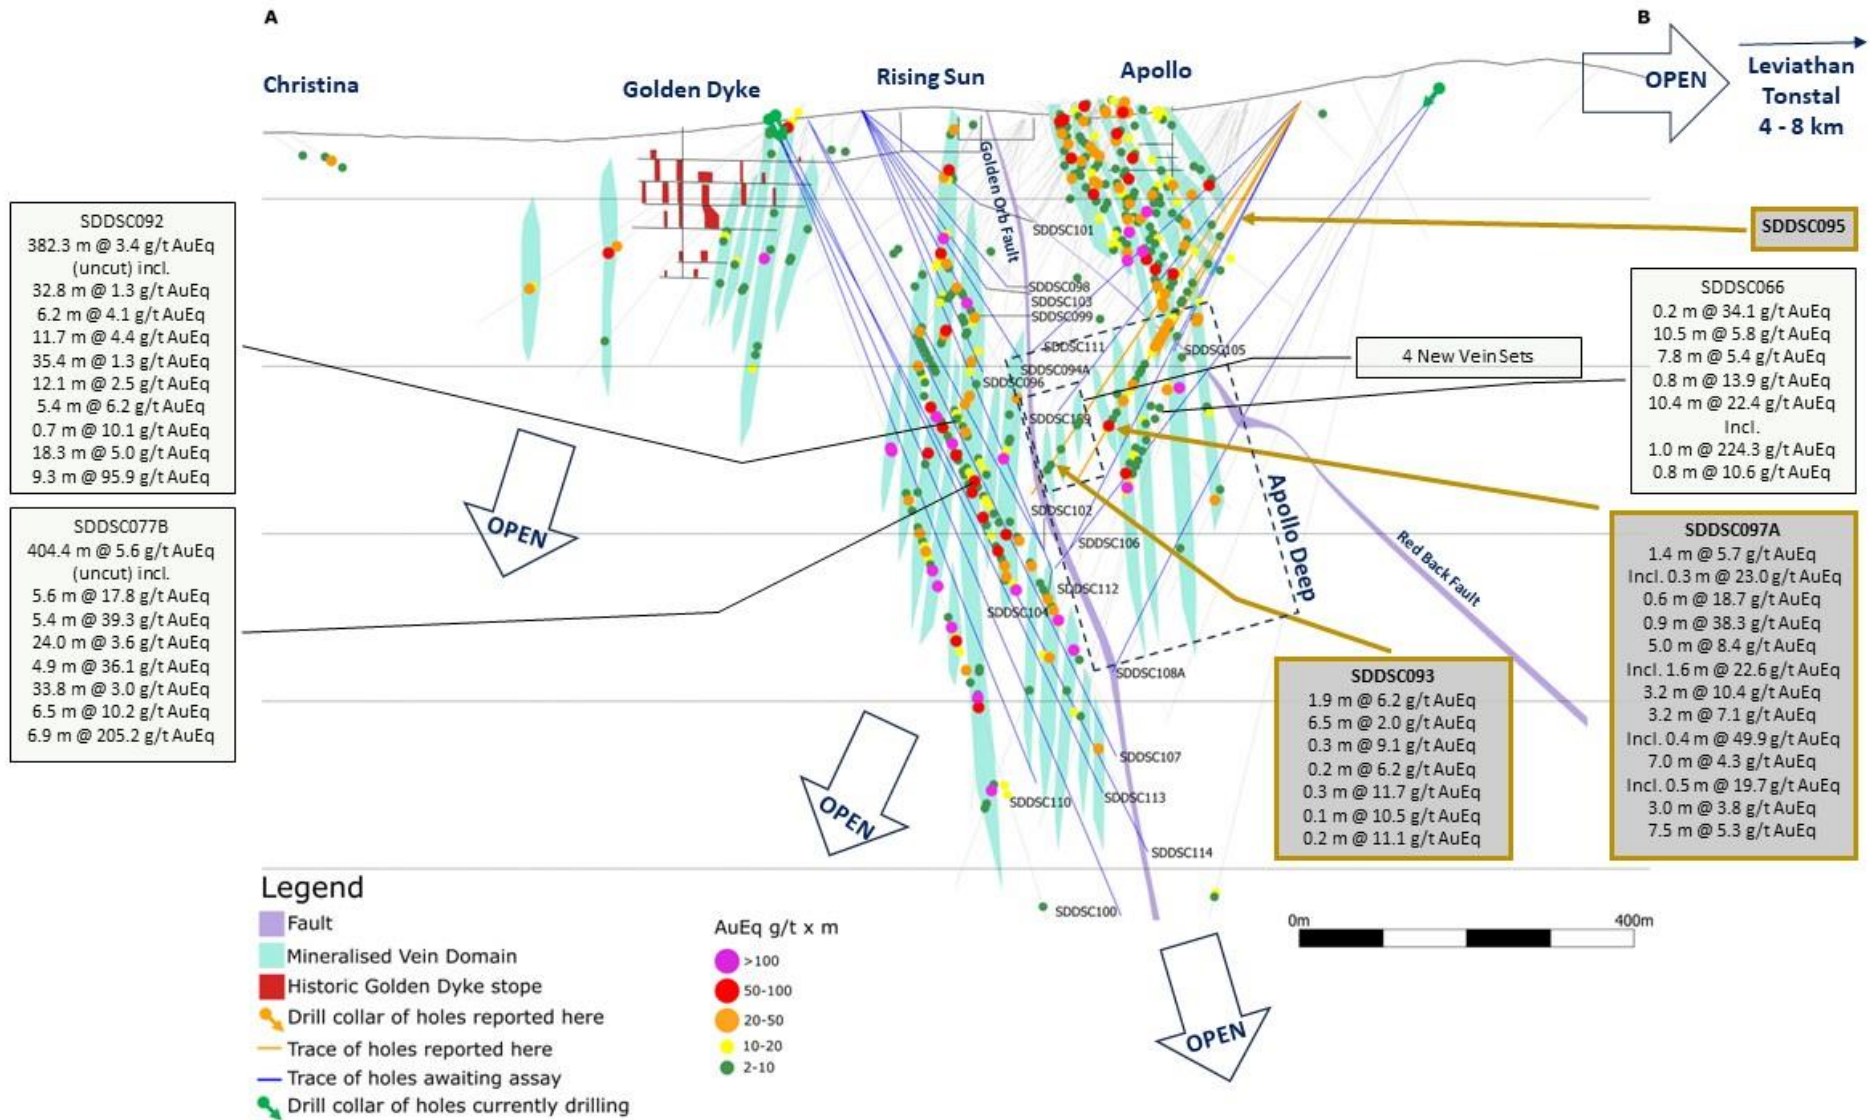 A
B
Christina
Golden Dyke
Rising Sun
Apollo
OPEN
Leviathan
Tonstal
4 - 8 km
Golden Orb Fault
SDDSC092
382.3 m @ 3.4 g/t AuEq
(uncut) incl.
32.8 m @ 1.3 g/t AuEq
6.2 m @ 4.1 g/t AuEq
11.7 m @ 4.4 g/t AuEq
35.4 m @ 1.3 g/t AuEq
12.1 m @ 2.5 g/t AuEq
5.4 m @ 6.2 g/t AuEq
0.7 m @ 10.1 g/t AuEq
18.3 m @ 5.0 g/t AuEq
9.3 m @ 95.9 g/t AuEq
SDDSC077B
404.4 m @ 5.6 g/t AuEq
(uncut) incl.
5.6 m @ 17.8 g/t AuEq
5.4 m @ 39.3 g/t AuEq
24.0 m @ 3.6 g/t AuEq
4.9 m @ 36.1 g/t AuEq
33.8 m @ 3.0 g/t AuEq
6.5 m @ 10.2 g/t AuEq
6.9 m @ 205.2 g/t AuEq
OPEN
OPEN
OPEN
SDDSC101
SDDSC098
SDDSC103
SDDSC099
SDDSC111
SDDSC105
SDDSC094A
SDDSC096
SDDSC109
SDDSC102
SDDSC106
SDDSC112
SDDSC104
SDDSC108A
SDDSC107
SDDSC113
SDDSC110
SDDSC114
SDDSC100
Apollo Deep
Red Back Fault
4 New Vein Sets
SDDSC095
SDDSC066
0.2 m @ 34.1 g/t AuEq
10.5 m @ 5.8 g/t AuEq
7.8 m @ 5.4 g/t AuEq
0.8 m @ 13.9 g/t AuEq
10.4 m @ 22.4 g/t AuEq
Incl.
1.0 m @ 224.3 g/t AuEq
0.8 m @ 10.6 g/t AuEq
SDDSC097A
1.4 m @ 5.7 g/t AuEq
Incl. 0.3 m @ 23.0 g/t AuEq
0.6 m @ 18.7 g/t AuEq
0.9 m @ 38.3 g/t AuEq
5.0 m @ 8.4 g/t AuEq
Incl. 1.6 m @ 22.6 g/t AuEq
3.2 m @ 10.4 g/t AuEq
3.2 m @ 7.1 g/t AuEq
Incl. 0.4 m @ 49.9 g/t AuEq
7.0 m @ 4.3 g/t AuEq
Incl. 0.5 m @ 19.7 g/t AuEq
3.0 m @ 3.8 g/t AuEq
7.5 m @ 5.3 g/t AuEq
SDDSC093
1.9 m @ 6.2 g/t AuEq
6.5 m @ 2.0 g/t AuEq
0.3 m @ 9.1 g/t AuEq
0.2 m @ 6.2 g/t AuEq
0.3 m @ 11.7 g/t AuEq
0.1 m @ 10.5 g/t AuEq
0.2 m @ 11.1 g/t AuEq
Legend
Fault
Mineralised Vein Domain
Historic Golden Dyke stope
Drill collar of holes reported here
Trace of holes reported here
Trace of holes awaiting assay
Drill collar of holes currently drilling
AuEq g/t x m
>100
50-100
20-50
10-20
2-10
0m
400m